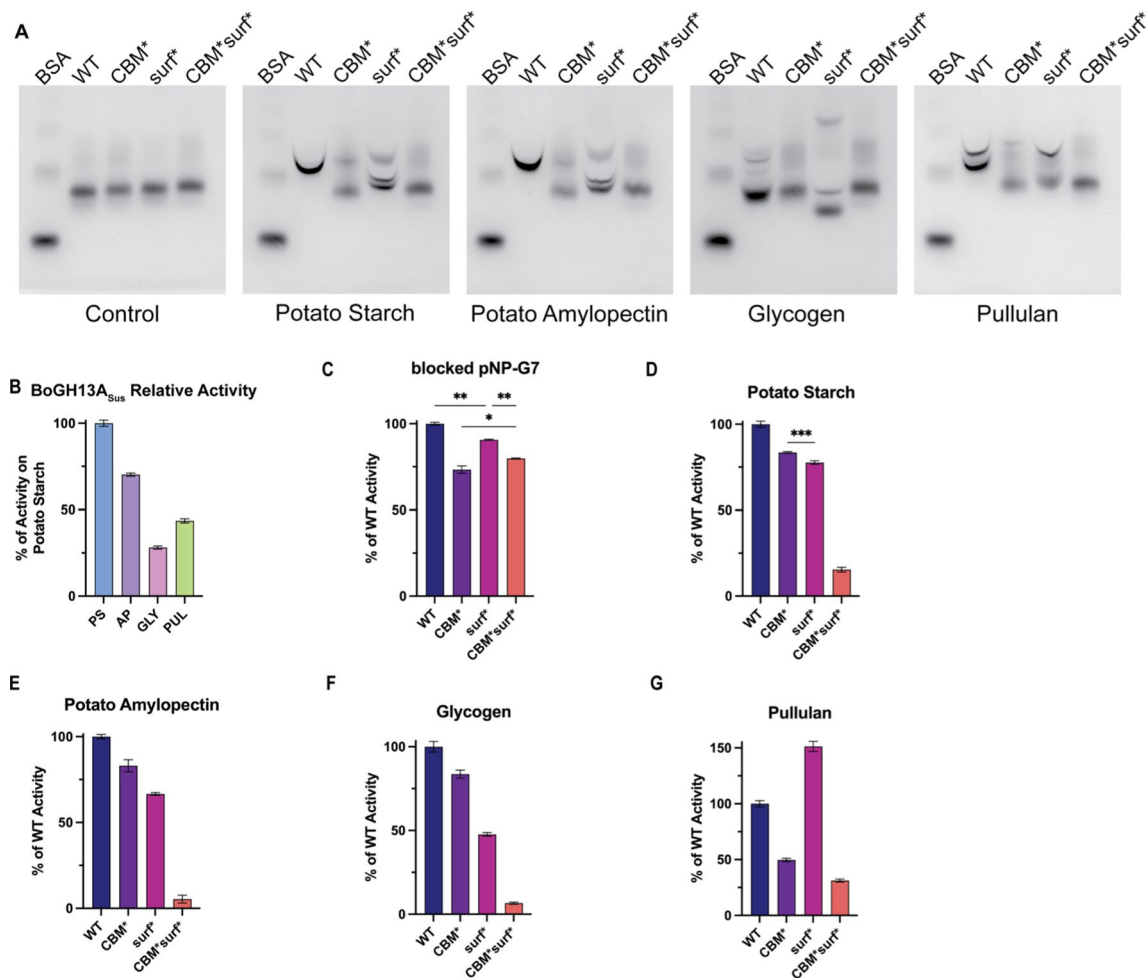 A
BSA WT CBM* surf* CBM*surf*
BSA WT CBM* surf* CBM*surf*
BSA WT CBM* surf* CBM*surf*
BSA WT CBM* surf* CBM*surf*
BSA WT CBM* surf* CBM*surf*
Control
Potato Starch
Potato Amylopectin
Glycogen
Pullulan
B
BoGH13ASus Relative Activity
% of Activity on
Potato Starch
100
50
0
PS
AP
GLY
PUL
C
blocked pNP-G7
**
**
*
% of WT Activity
100
50
0
WT
CBM*
surf*
CBM*surf*
D
Potato Starch
***
% of WT Activity
100
50
0
WT
CBM*
surf*
CBM*surf*
E
Potato Amylopectin
% of WT Activity
100
50
0
WT
CBM*
surf*
CBM*surf*
F
Glycogen
% of WT Activity
100
50
0
WT
CBM*
surf*
CBM*surf*
G
Pullulan
% of WT Activity
150
100
50
0
WT
CBM*
surf*
CBM*surf*